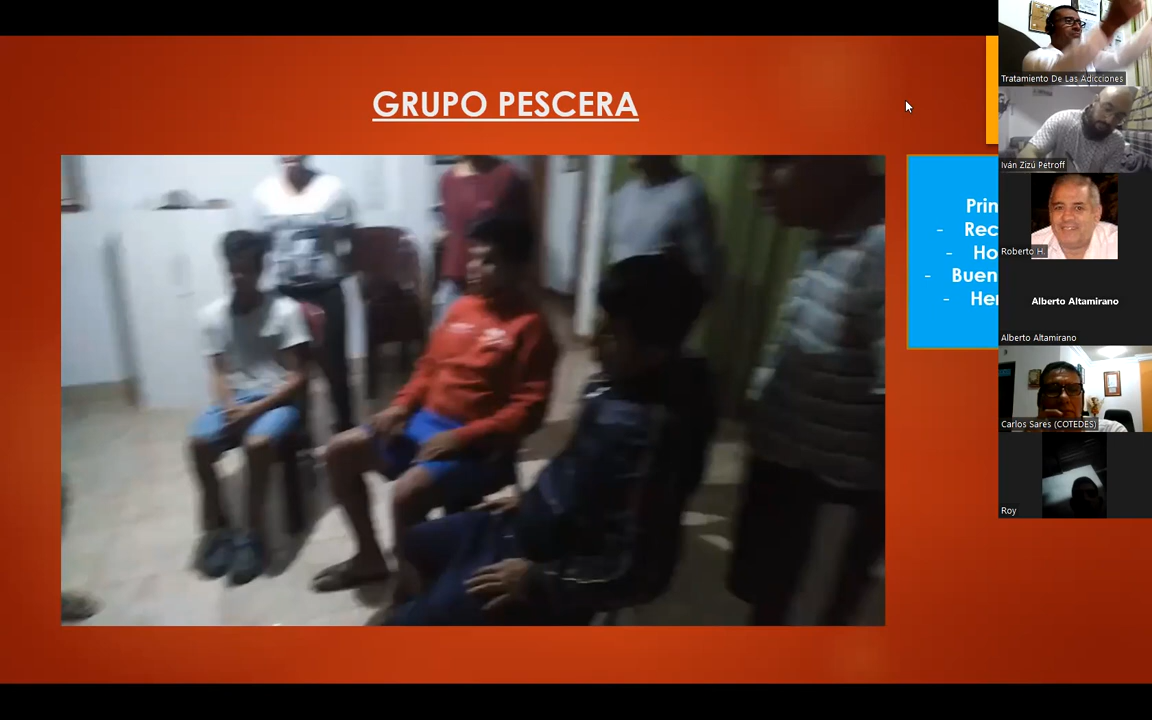 GRUPO PESCERA
Prin
- Rec
- Ho
- Buen
- Her
Tratamiento De Las Adicciones
Iván Zizú Petroff
Roberto H.
Alberto Altamirano
Alberto Altamirano
Carlos Sares (COTEDES)
Roy